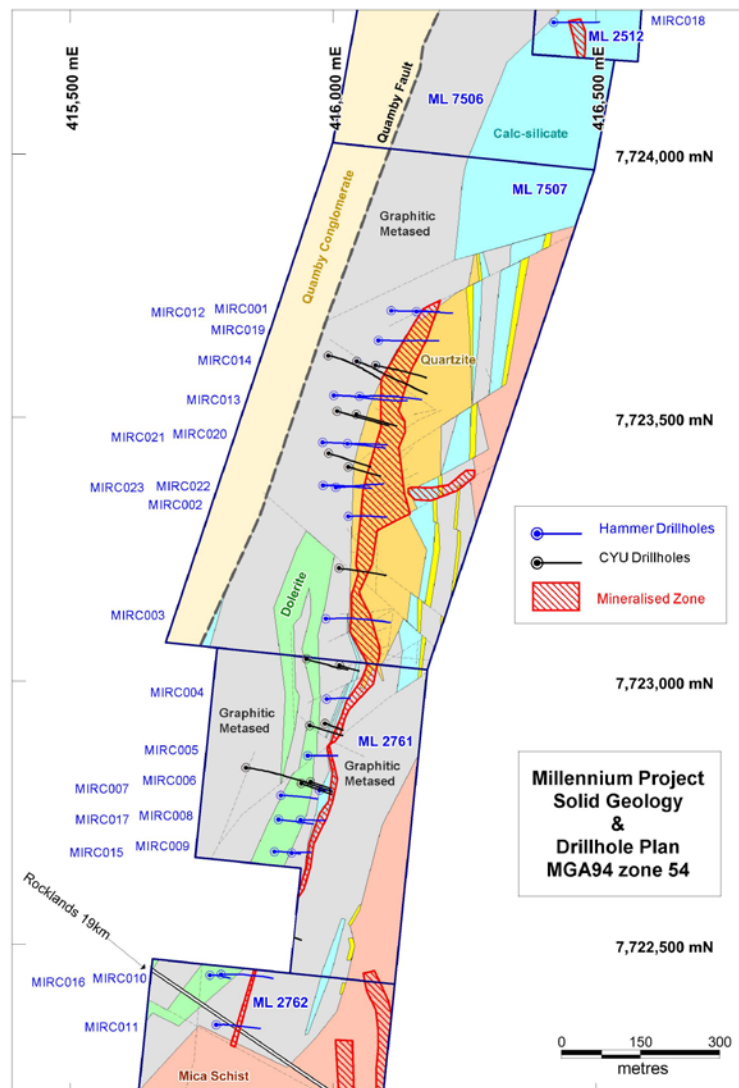 MIRC018
ML 2512
415,500 mE
416,000 mE
416,500 mE
Quamby Fault
ML 7506
Calc-silicate
7,724,000 mN
ML 7507
Quamby Conglomerate
Graphitic
Metased
MIRC012 MIRC001
MIRC019
MIRC014
Quartzite
MIRC013
7,723,500 mN
MIRC021 MIRC020
MIRC023 MIRC022
MIRC002
Hammer Drillholes
CYU Drillholes
Mineralised Zone
Dolerite
MIRC003
7,723,000 mN
MIRC004
Graphitic
Metased
ML 2761
MIRC005
Graphitic
Metased
MIRC006
MIRC007
MIRC017 MIRC008
MIRC015 MIRC009
Millennium Project
Solid Geology
&
Drillhole Plan
MGA94 zone 54
Rocklands 19km
7,722,500 mN
MIRC016 MIRC010
ML 2762
MIRC011
Mica Schist
0 150 300
metres